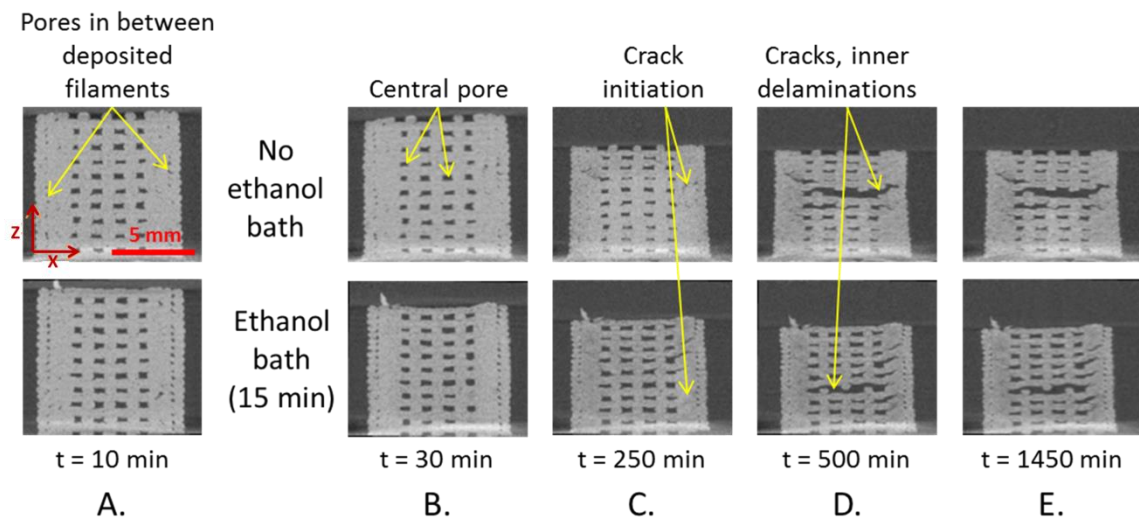 Pores in between
deposited
filaments
Central pore
Crack
initiation
Cracks, inner
delaminations
No
ethanol
bath
Z
X
5 mm
Ethanol
bath
(15 min)
t = 10 min
t = 30 min
t = 250 min
t = 500 min
t = 1450 min
A.
B.
C.
D.
E.